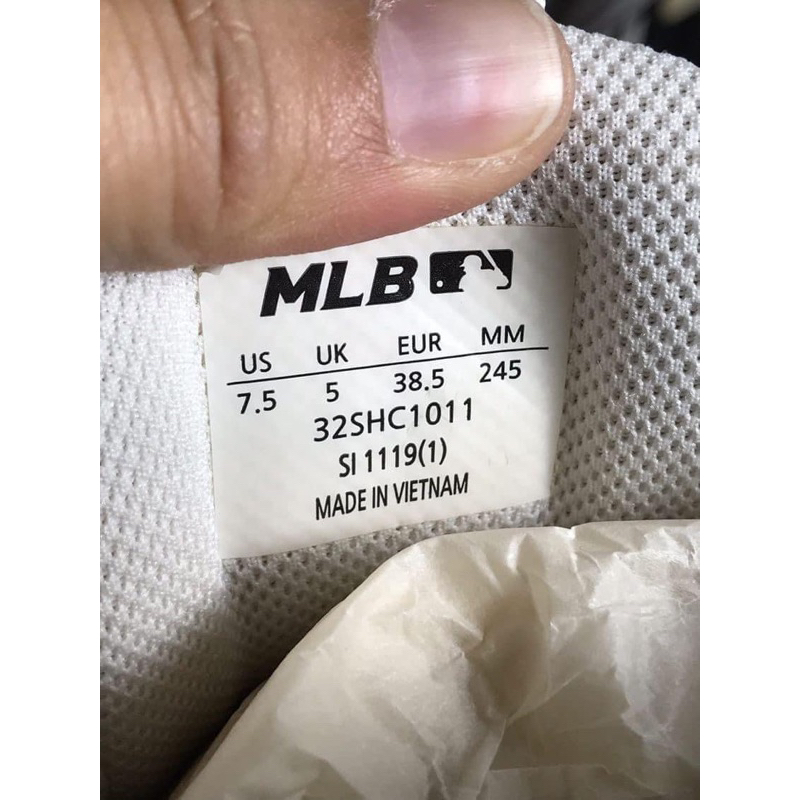 MLB
US UK EUR MM
7.5 5 38.5 245
32SHC1011
SI 1119(1)
MADE IN VIETNAM